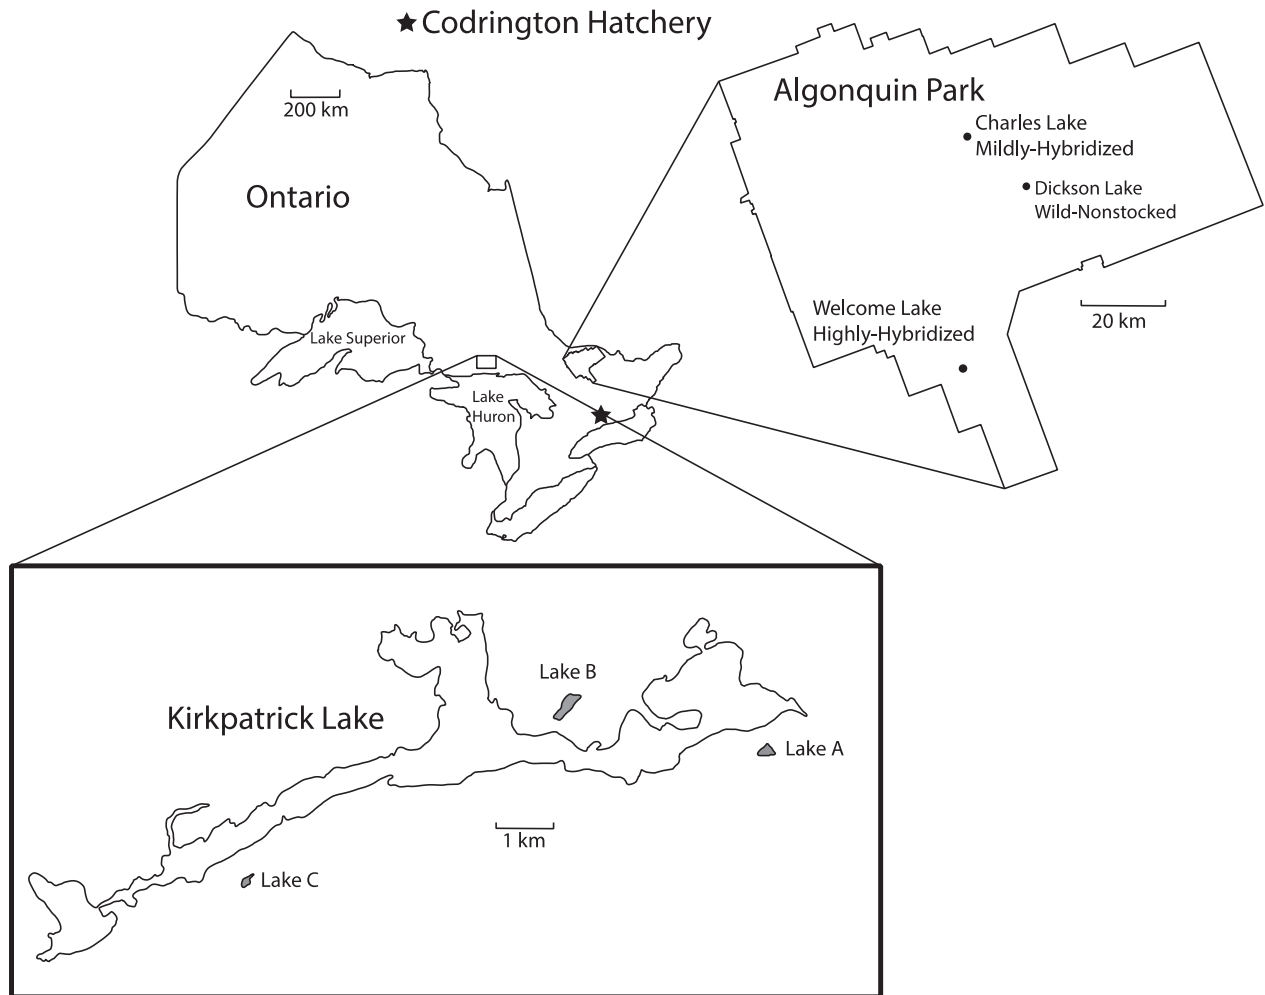 ★ Codrington Hatchery
200 km
Ontario
Lake Superior
Lake
Huron
Algonquin Park
Charles Lake
Mildly-Hybridized
Dickson Lake
Wild-Nonstocked
Welcome Lake
Highly-Hybridized
20 km
Kirkpatrick Lake
Lake B
Lake A
1 km
Lake C